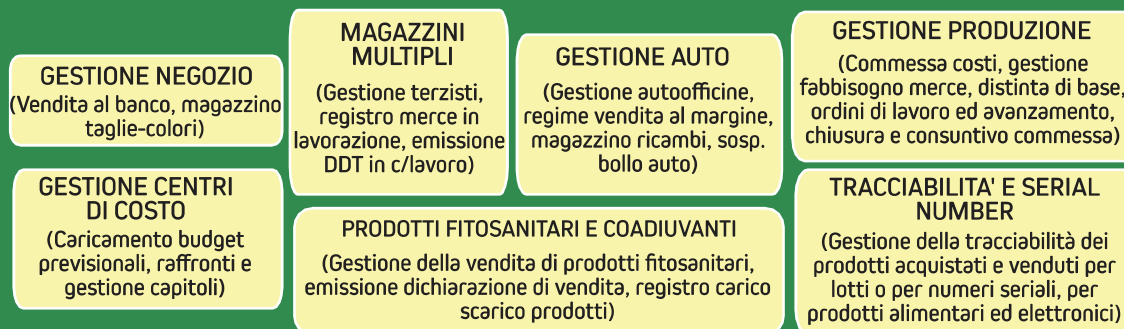 GESTIONE NEGOZIO
(Vendita al banco, magazzino
taglie-colori)
MAGAZZINI
MULTIPLI
(Gestione terzisti,
registro merce in
lavorazione, emissione
DDT in c/lavoro)
GESTIONE AUTO
(Gestione autoofficine,
regime vendita al margine,
magazzino ricambi, sosp.
bollo auto)
GESTIONE PRODUZIONE
(Commessa costi, gestione
fabbisogno merce, distinta di base,
ordini di lavoro ed avanzamento,
chiusura e consuntivo commessa)
GESTIONE CENTRI
DI COSTO
(Caricamento budget
previsionali, raffronti e
gestione capitoli)
PRODOTTI FITOSANITARI E COADIUVANTI
(Gestione della vendita di prodotti fitosanitari,
emissione dichiarazione di vendita, registro carico
scarico prodotti)
TRACCIABILITA' E SERIAL
NUMBER
(Gestione della tracciabilità dei
prodotti acquistati e venduti per
lotti o per numeri seriali, per
prodotti alimentari ed elettronici)